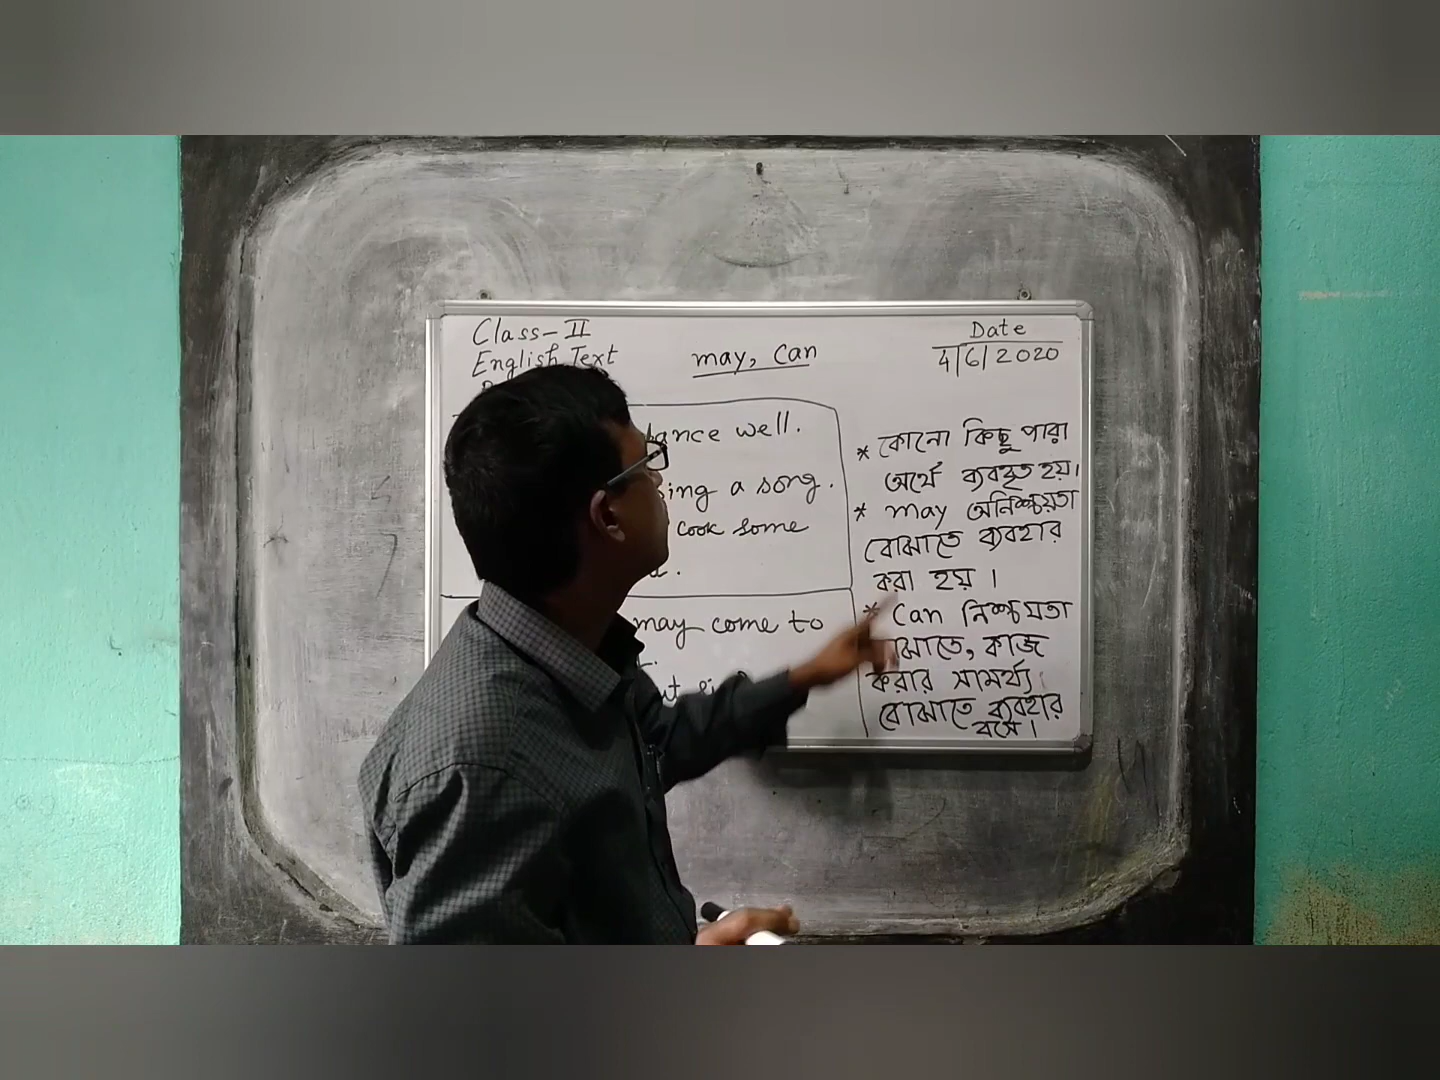 Class-II
English Text
may, Can
Date
4/6/2020
dance well.
sing a song.
cook some
may come to
* কোনো কিছু পারা
অর্থে ব্যবহৃত হয়।
* may অনিশ্চয়তা
বোঝাতে ব্যবহার
করা হয়।
* Can নিশ্চয়তা
বোঝাতে, কাজ
করার সামর্থ্য
বোঝাতে ব্যবহার
বসে।